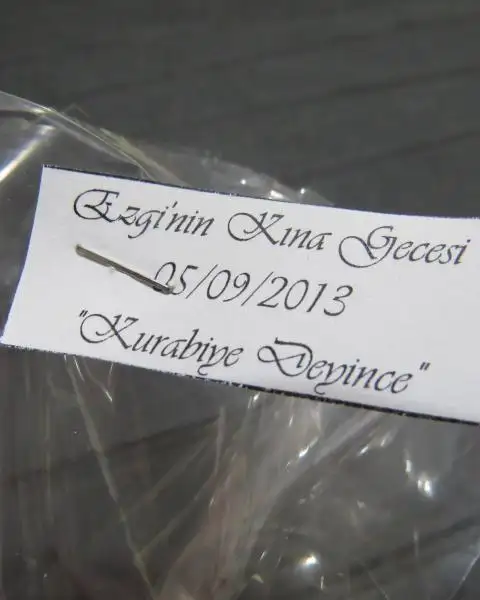 Ezgi'nin Kına Gecesi
05/09/2013
"Kurabiye Deyince"